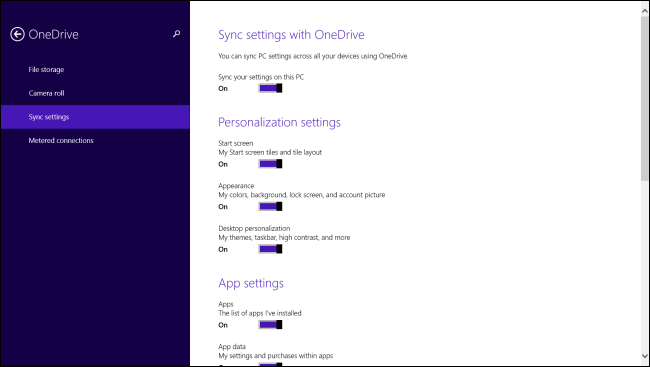 OneDrive
File storage
Camera roll
Sync settings
Metered connections
Sync settings with OneDrive
You can sync PC settings across all your devices using OneDrive.
Sync your settings on this PC
On
Personalization settings
Start screen
My Start screen tiles and tile layout
On
Appearance
My colors, background, lock screen, and account picture
On
Desktop personalization
My themes, taskbar, high contrast, and more
On
App settings
Apps
The list of apps I've installed
On
App data
My settings and purchases within apps